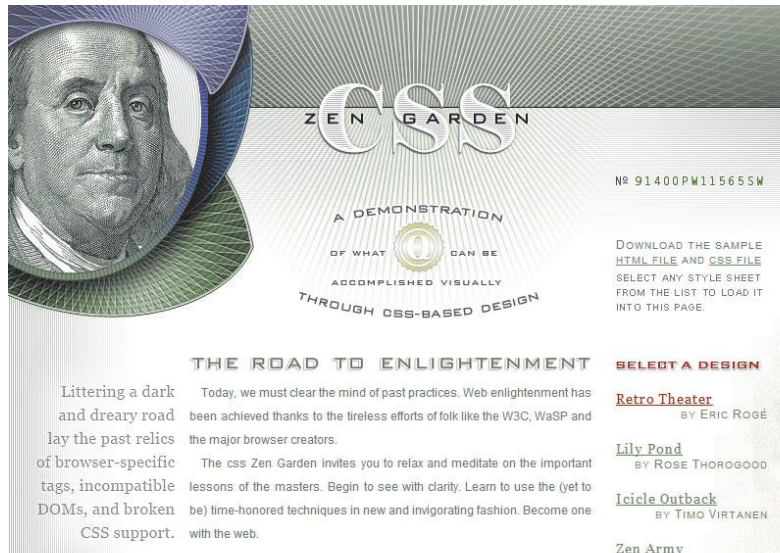 ZEN GARDEN
CSS
№ 91400PW11565SW
A DEMONSTRATION
OF WHAT Q CAN BE
ACCOMPLISHED VISUALLY
THROUGH CSS-BASED DESIGN
DOWNLOAD THE SAMPLE
HTML FILE AND CSS FILE
SELECT ANY STYLE SHEET
FROM THE LIST TO LOAD IT
INTO THIS PAGE.
Littering a dark
and dreary road
lay the past relics
of browser-specific
tags, incompatible
DOMs, and broken
CSS support.
THE ROAD TO ENLIGHTENMENT
Today, we must clear the mind of past practices. Web enlightenment has
been achieved thanks to the tireless efforts of folk like the W3C, WaSP and
the major browser creators.
The css Zen Garden invites you to relax and meditate on the important
lessons of the masters. Begin to see with clarity. Learn to use the (yet to
be) time-honored techniques in new and invigorating fashion. Become one
with the web.
SELECT A DESIGN
Retro Theater
BY ERIC ROGÉ
Lily Pond
BY ROSE THOROGOOD
Icicle Outback
BY TIMO VIRTANEN
Zen Army